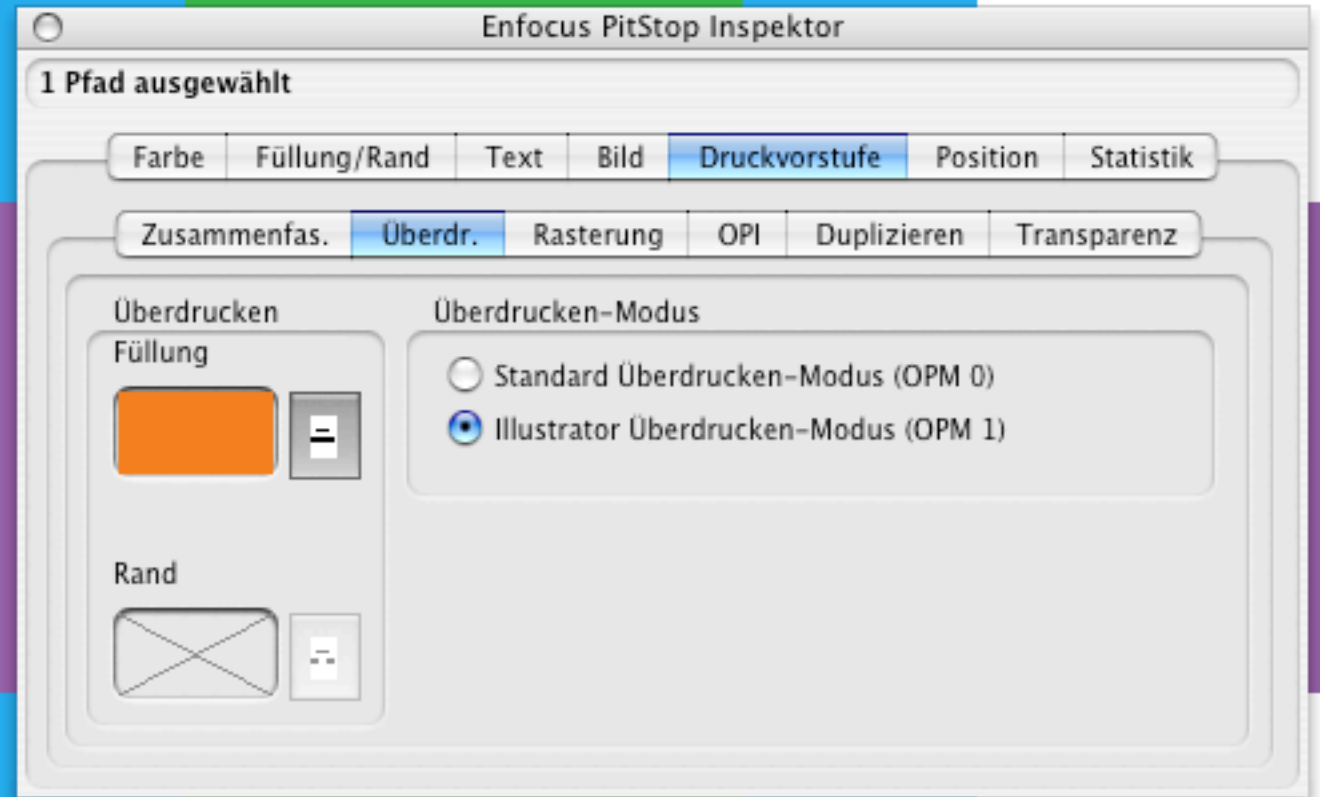 Enfocus PitStop Inspektor
1 Pfad ausgewählt
Farbe Füllung/Rand Text Bild Druckvorstufe Position Statistik
Zusammenfas. Überdr. Rasterung OPI Duplizieren Transparenz
Überdrucken Überdrucken-Modus
Füllung
Standard Überdrucken-Modus (OPM 0)
Illustrator Überdrucken-Modus (OPM 1)
Rand